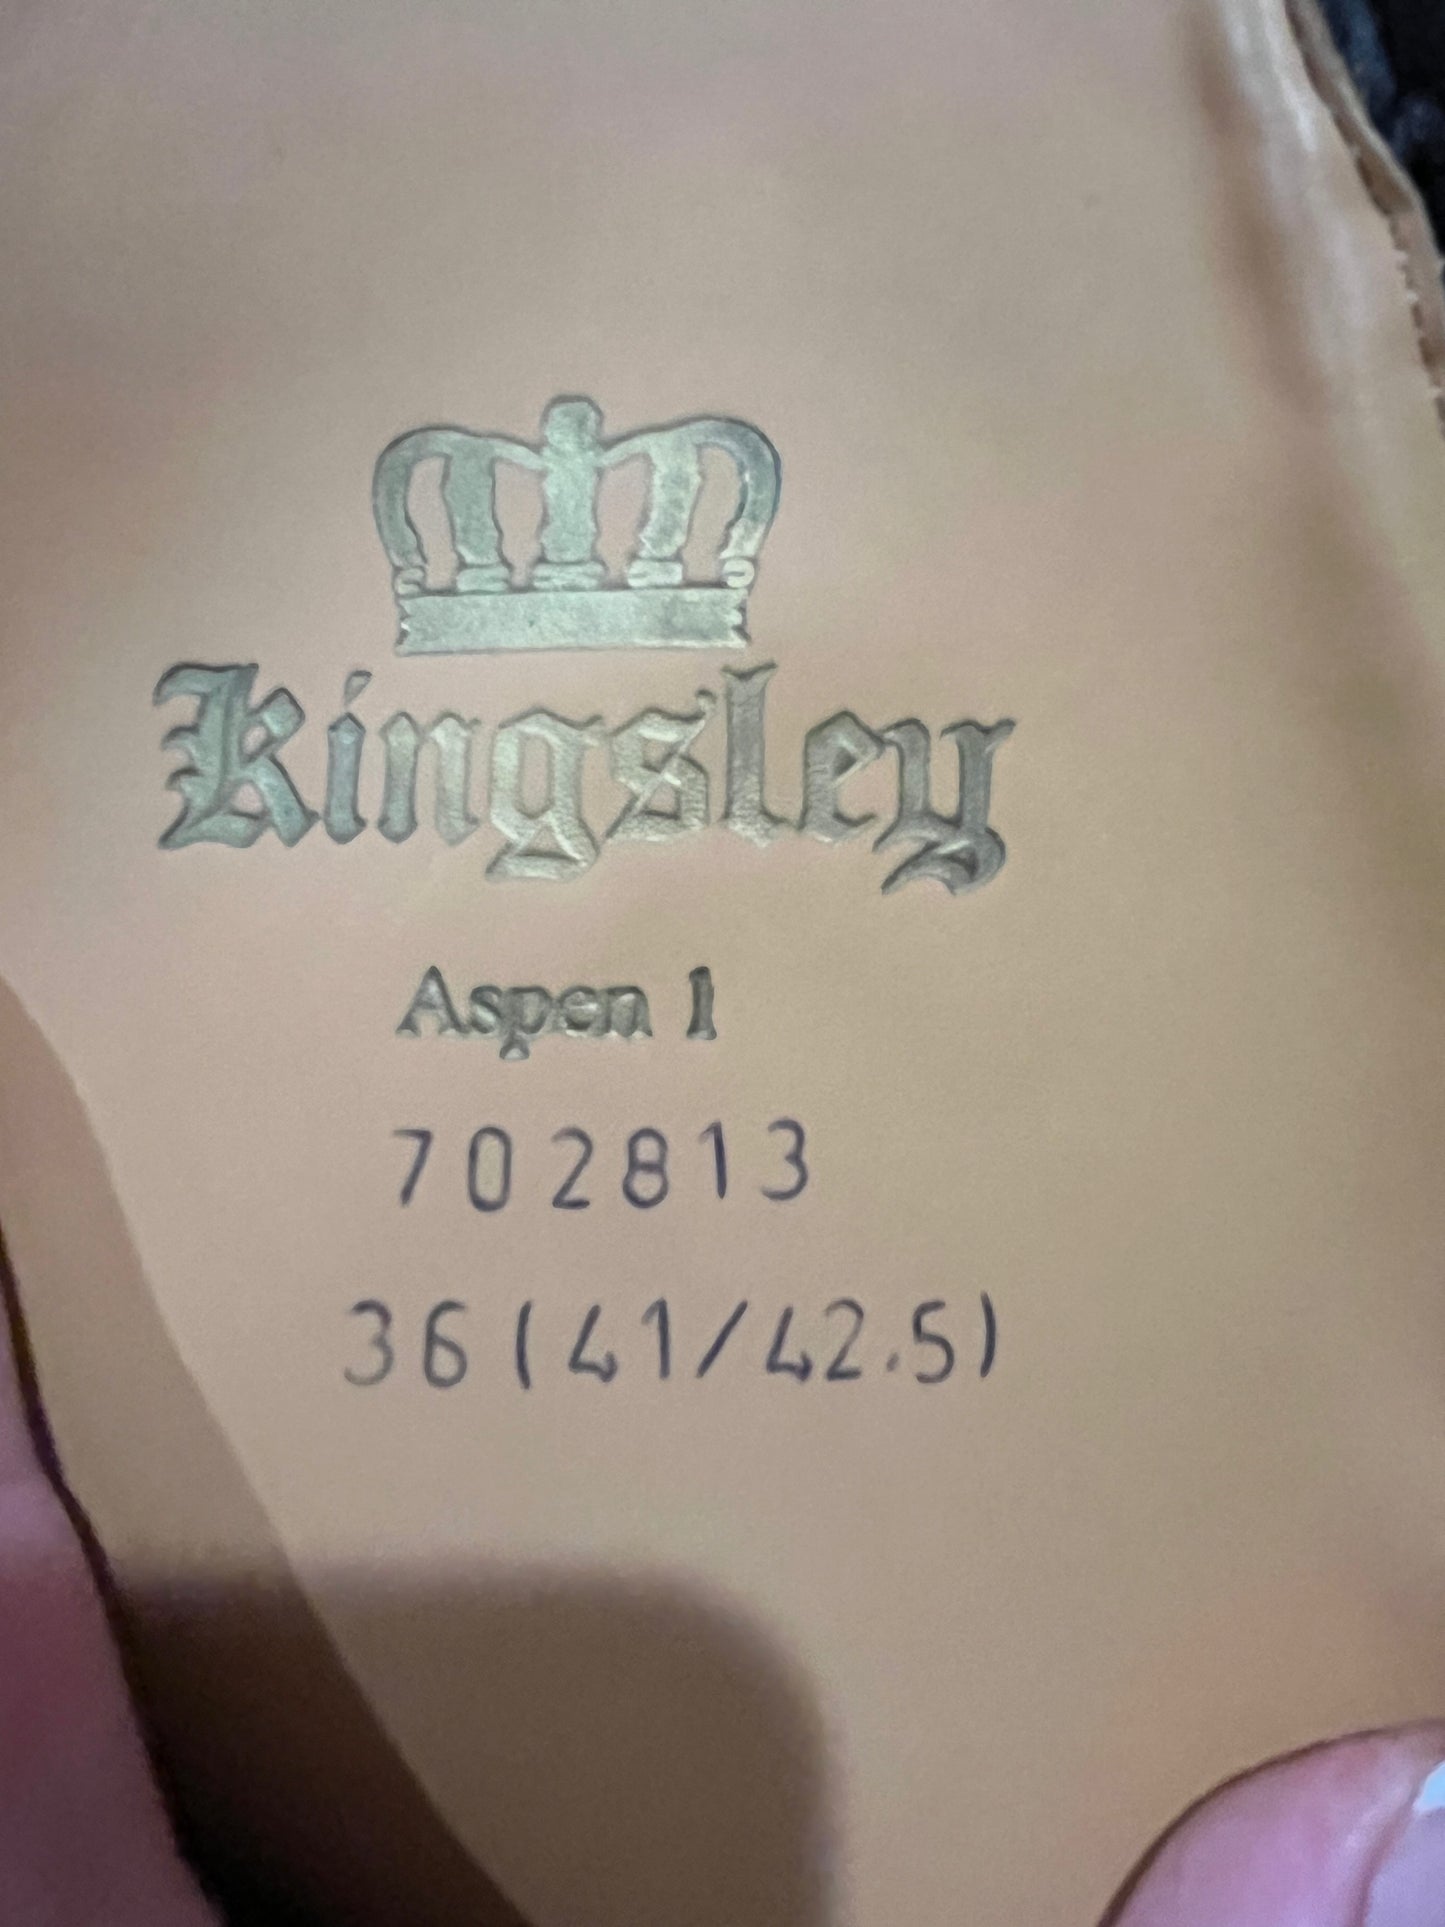 Kingsley
Aspen 1
702813
36(41/42.5)